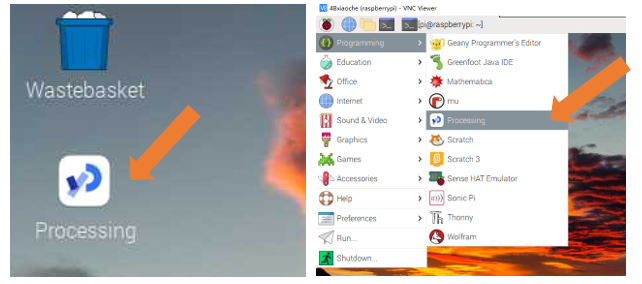 Wastebasket
Processing
4Bxiaoche (raspberrypi) - VNC Viewer
[pi@raspberrypi: ~]
Programming
Education
Office
Internet
Sound & Video
Graphics
Games
Accessories
Help
Preferences
Run...
Shutdown...
Geany Programmer's Editor
Greenfoot Java IDE
Mathematica
mu
Processing
Scratch
Scratch 3
Sense HAT Emulator
Sonic Pi
Thonny
Wolfram